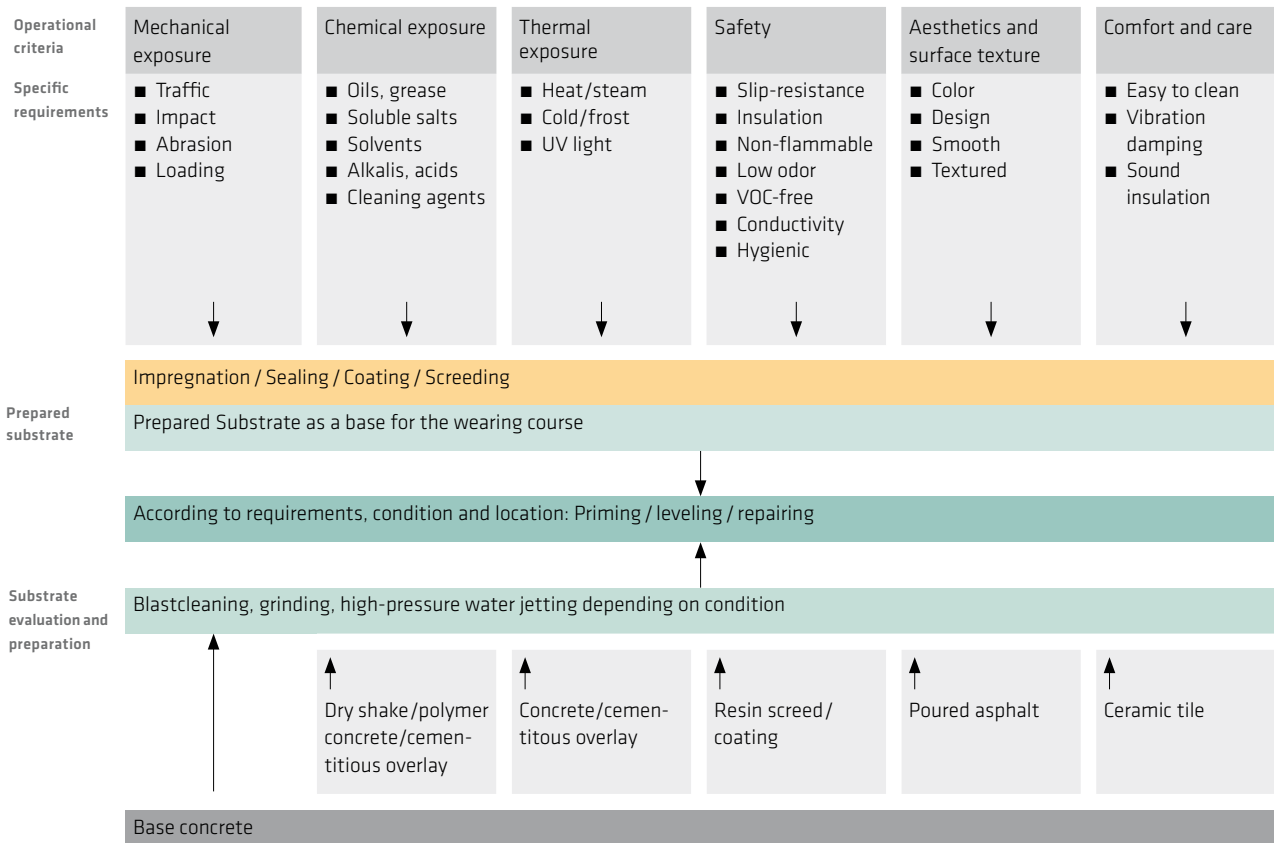 Operational
criteria
Mechanical
exposure
Chemical exposure
Thermal
exposure
Safety
Aesthetics and
surface texture
Comfort and care
Specific
requirements
■ Traffic
■ Impact
■ Abrasion
■ Loading
■ Oils, grease
■ Soluble salts
■ Solvents
■ Alkalis, acids
■ Cleaning agents
■ Heat/steam
■ Cold/frost
■ UV light
■ Slip-resistance
■ Insulation
■ Non-flammable
■ Low odor
■ VOC-free
■ Conductivity
■ Hygienic
■ Color
■ Design
■ Smooth
■ Textured
■ Easy to clean
■ Vibration
damping
■ Sound
insulation
Impregnation / Sealing / Coating / Screeding
Prepared
substrate
Prepared Substrate as a base for the wearing course
According to requirements, condition and location: Priming / leveling / repairing
Substrate
evaluation and
preparation
Blastcleaning, grinding, high-pressure water jetting depending on condition
Dry shake/polymer
concrete/cemen-
titious overlay
Concrete/cemen-
titous overlay
Resin screed/
coating
Poured asphalt
Ceramic tile
Base concrete